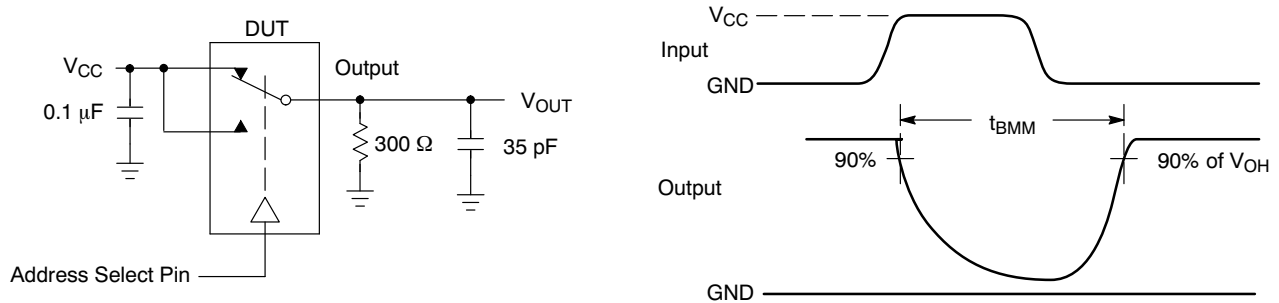 DUT
V_CC
0.1 μF
Output
V_OUT
300 Ω
35 pF
Address Select Pin
V_CC
Input
GND
t_BMM
90%
90% of V_OH
Output
GND